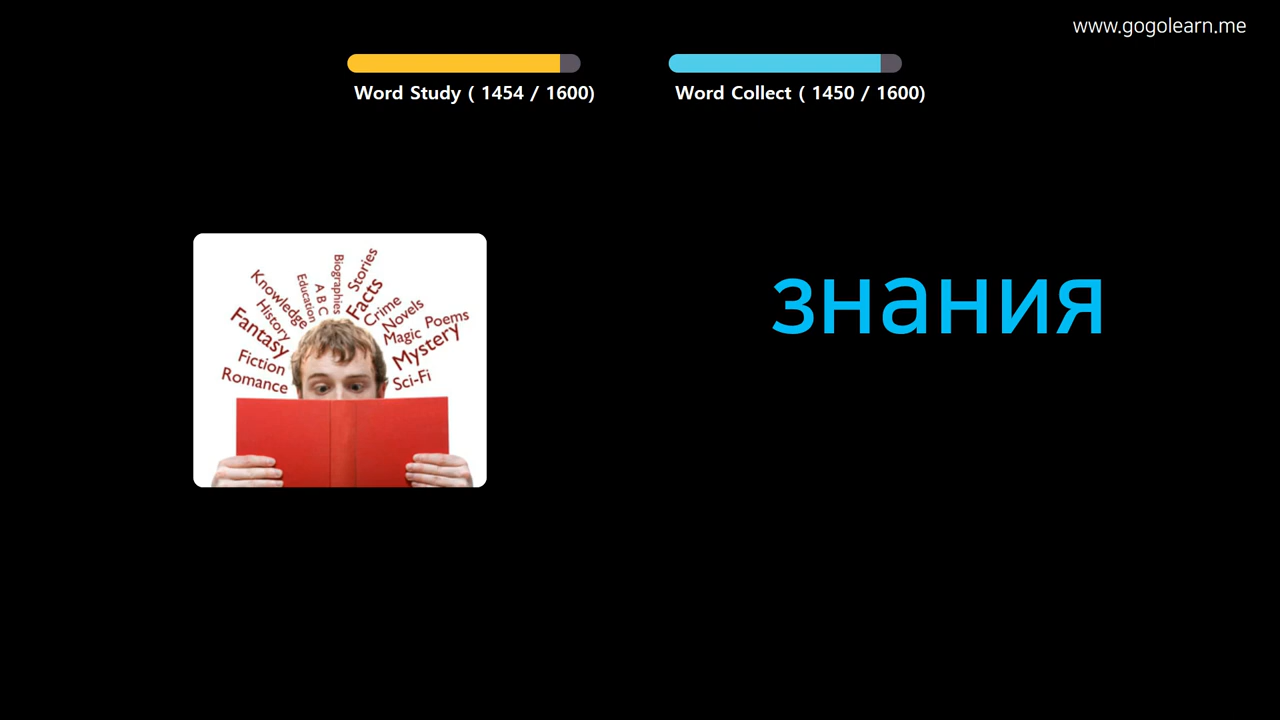 www.gogolearn.me
Word Study ( 1454 / 1600)
Word Collect ( 1450 / 1600)
знания
Knowledge
History
Fantasy
Fiction
Romance
Education
A B C
Biographies
Stories
Facts
Crime
Novels
Magic
Poems
Mystery
Sci-Fi